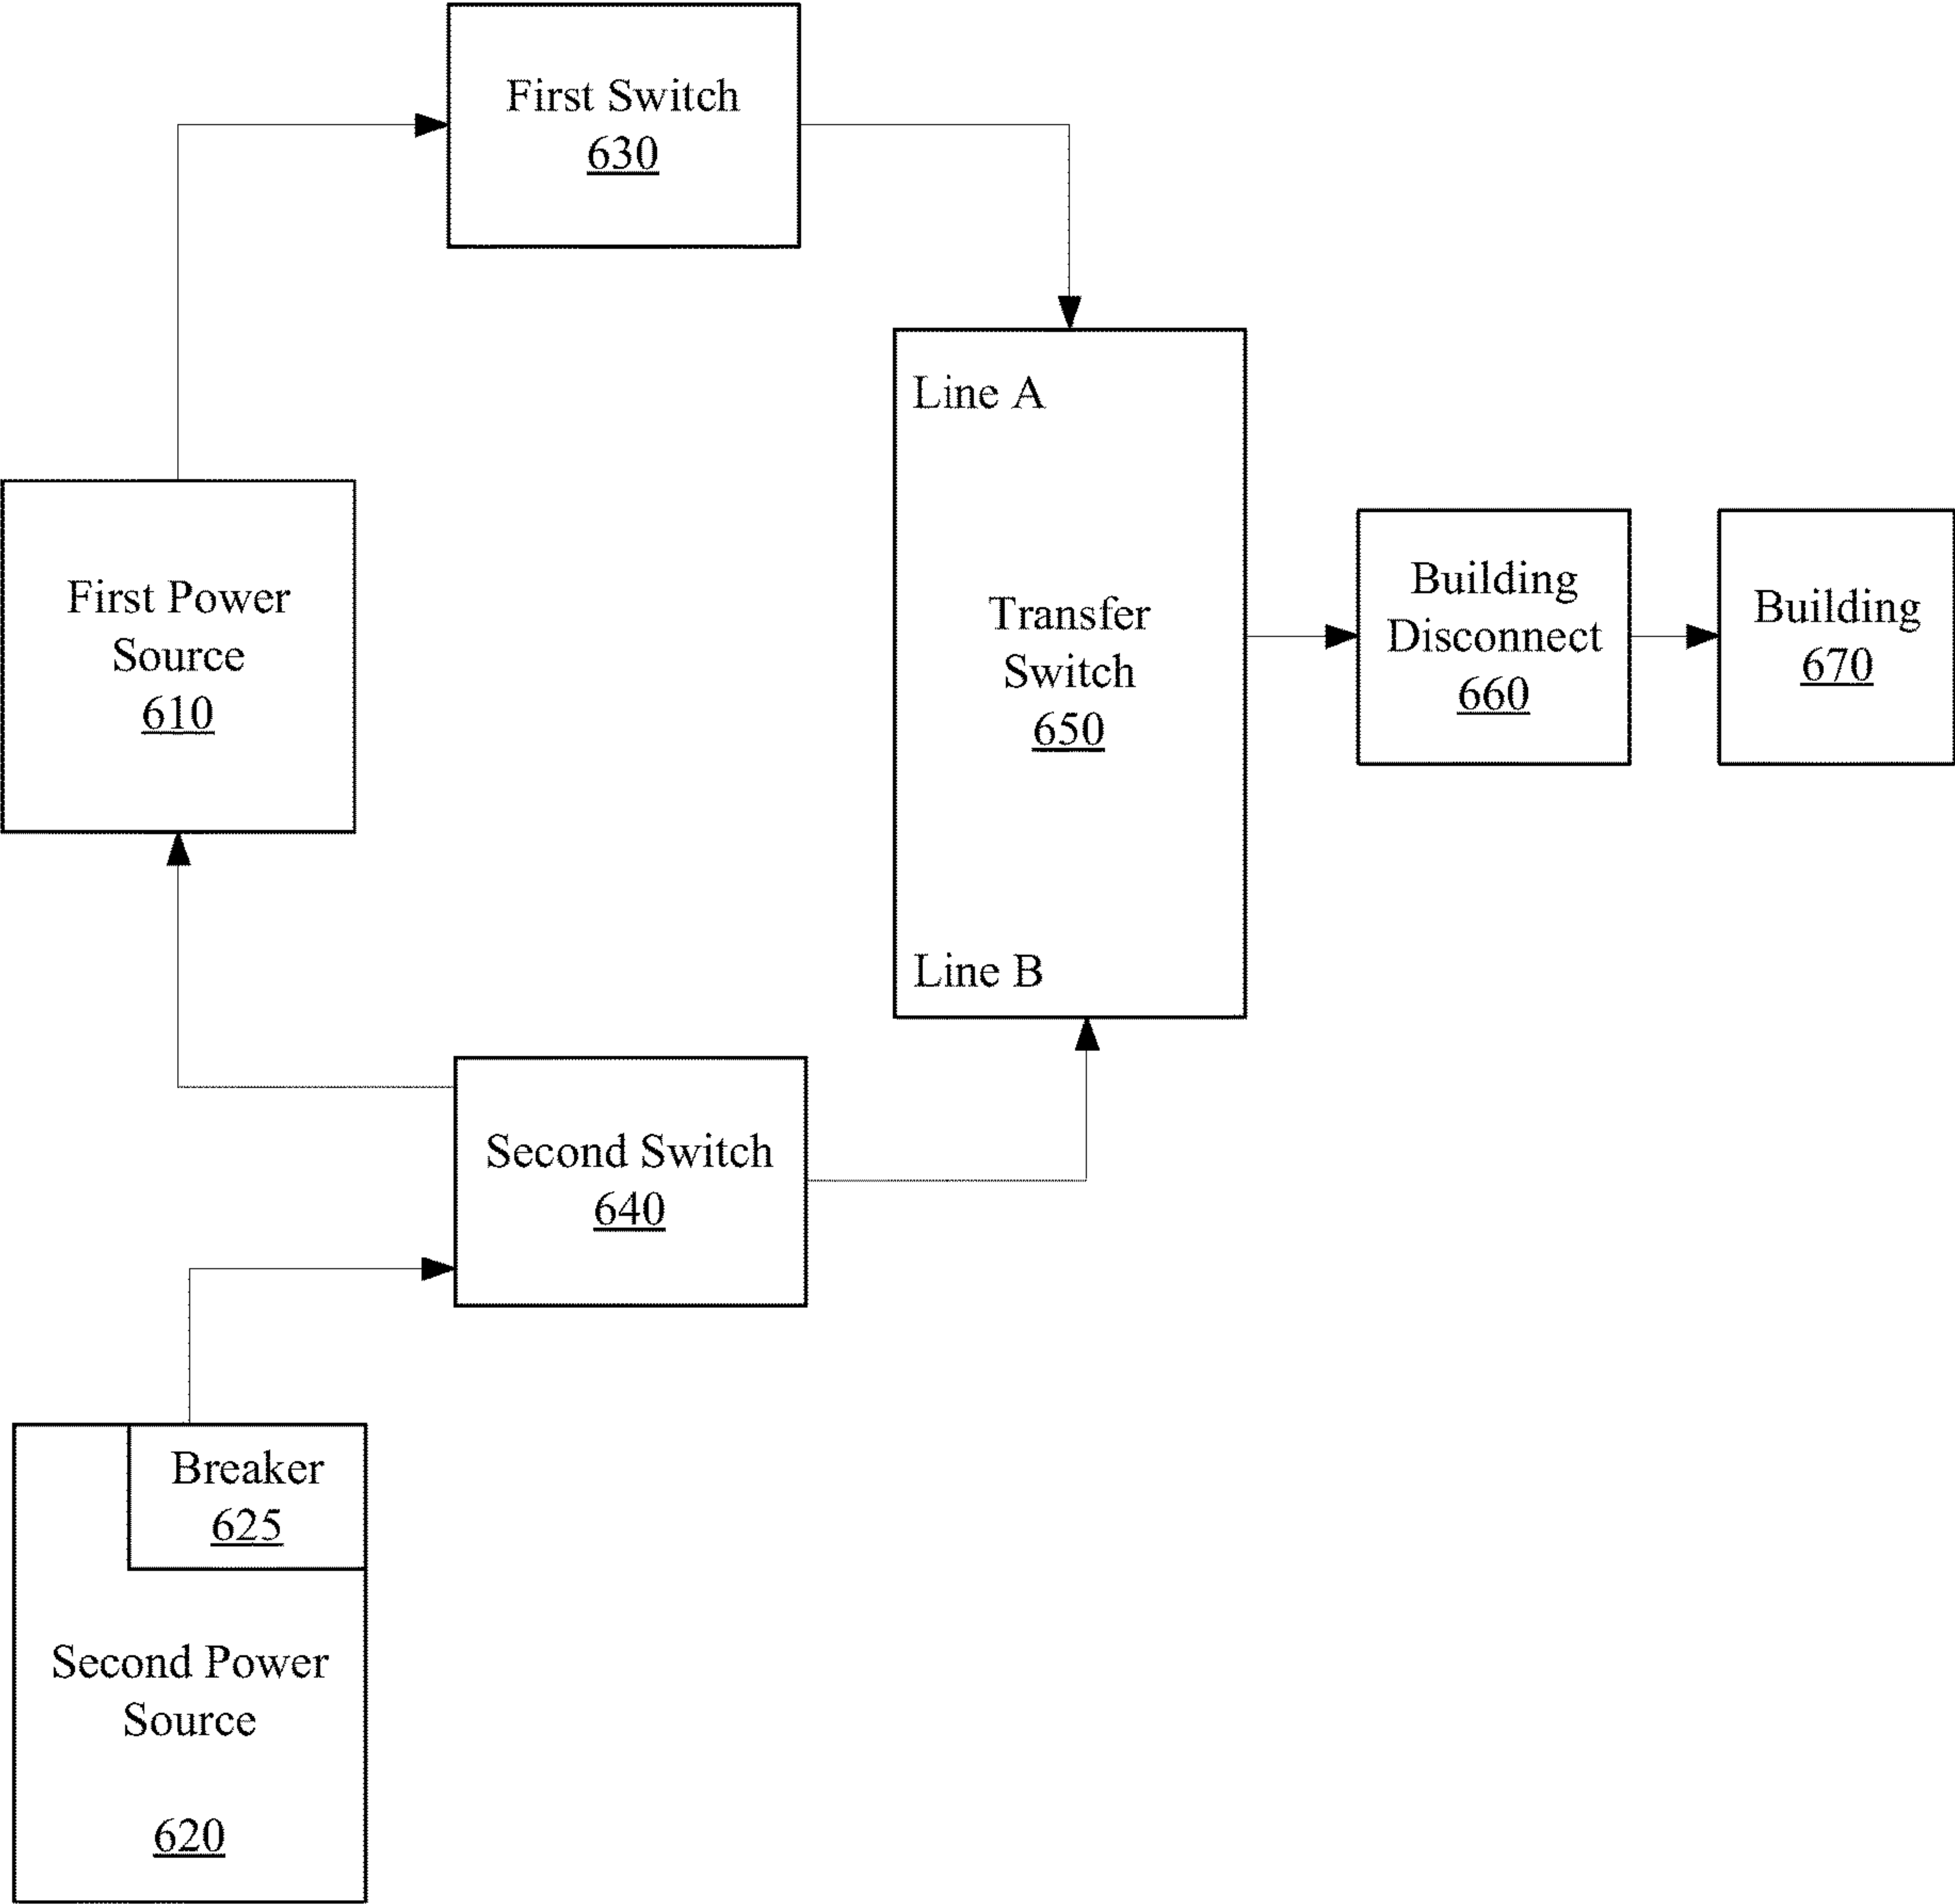 First Switch
630
Line A
First Power
Source
610
Transfer
Switch
650
Building
Disconnect
660
Building
670
Line B
Second Switch
640
Breaker
625
Second Power
Source
620